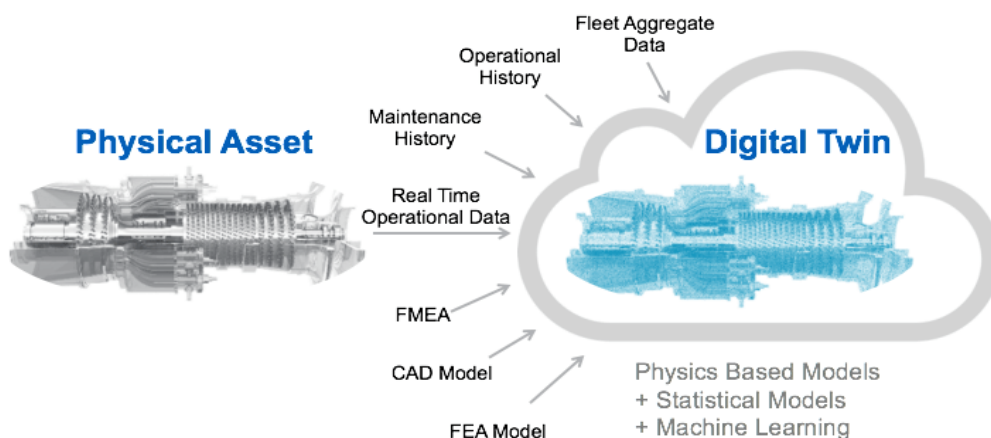 Fleet Aggregate
Data
Operational
History
Maintenance
History
Physical Asset
Digital Twin
Real Time
Operational Data
FMEA
CAD Model
FEA Model
Physics Based Models
+ Statistical Models
+ Machine Learning